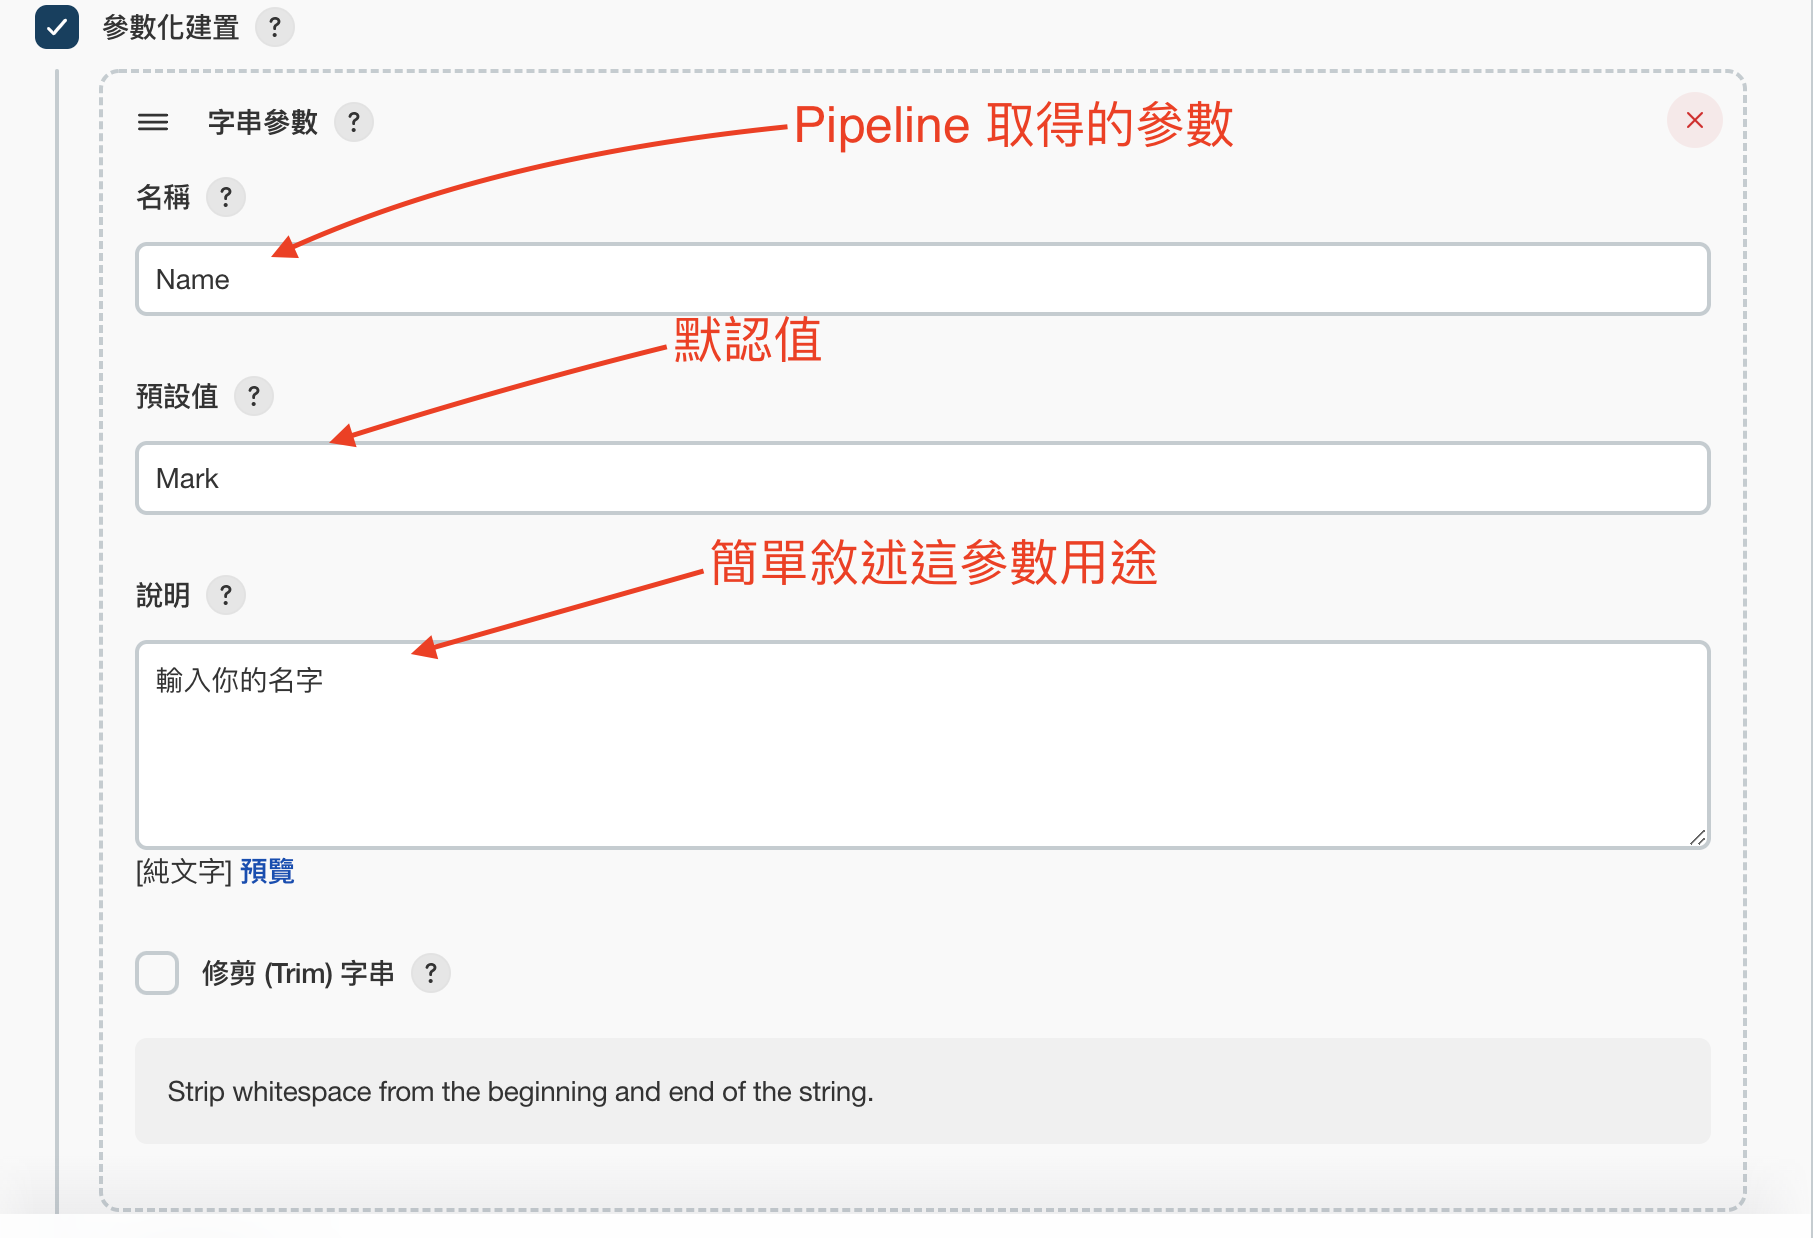 參數化建置 ?
字串參數 ?
Pipeline 取得的參數
名稱 ?
Name
默認值
預設值 ?
Mark
簡單敘述這參數用途
說明 ?
輸入你的名字
[純文字] 預覽
修剪 (Trim) 字串 ?
Strip whitespace from the beginning and end of the string.